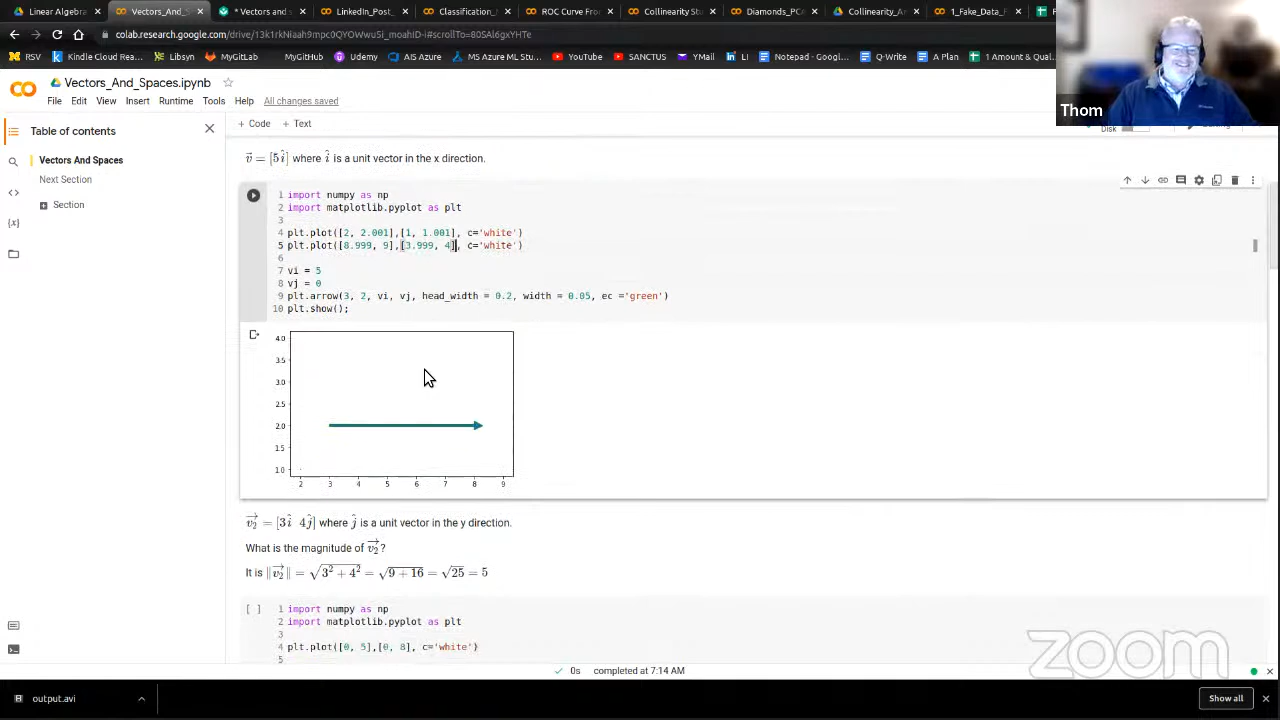 Linear Algebra
Vectors_And_Sp
* Vectors and s
LinkedIn_Post_
Classification_
ROC Curve Fro
Collinearity Sta
Diamonds_PC
Collinearity_An
1_Fake_Data_
colab.research.google.com/drive/
RSV
Kindle Cloud Rea...
Libsyn
MyGitLab
MyGitHub
Udemy
AIS Azure
MS Azure ML St...
YouTube
SANCTUS
YMail
LI
Notepad - Googl...
Q - Write
A Plan
1 Amount & Qual
Thom
Vectors_And_Spaces.ipynb
File Edit View Insert Runtime Tools Help All changes saved
Table of contents
+ Code + Text
Disk
Vectors And Spaces
Next Section
Section
v⃗ = [5î] where î is a unit vector in the x direction.
1 import numpy as np
2 import matplotlib.pyplot as plt
3
4 plt.plot([2, 2.001],[1, 1.001], c='white')
5 plt.plot([8.999, 9],[3.999, 4], c='white')
6
7 vi = 5
8 vj = 0
9 plt.arrow(3, 2, vi, vj, head_width = 0.2, width = 0.05, ec ='green')
10 plt.show();
4.0
3.5
3.0
2.5
2.0
1.5
1.0
2 3 4 5 6 7 8 9
v₂⃗ = [3î 4ĵ] where ĵ is a unit vector in the y direction.
What is the magnitude of v₂⃗?
It is ‖v₂⃗‖ = √3² + 4² = √9 + 16 = √25 = 5
[ ] 1 import numpy as np
2 import matplotlib.pyplot as plt
3
4 plt.plot([0, 5],[0, 8], c='white')
5
zoom
0s completed at 7:14 AM
output.avi
Show all